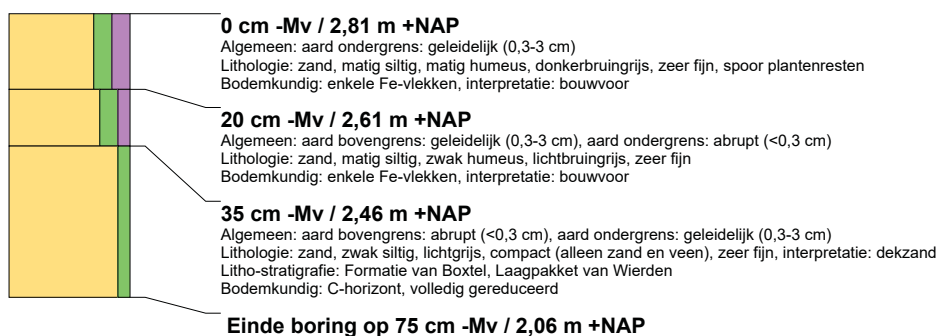 0 cm -Mv / 2,81 m +NAP
Algemeen: aard ondergrens: geleidelijk (0,3-3 cm)
Lithologie: zand, matig siltig, matig humeus, donkerbruingrijs, zeer fijn, spoor plantenresten
Bodemkundig: enkele Fe-vlekken, interpretatie: bouwvoor
20 cm -Mv / 2,61 m +NAP
Algemeen: aard bovengrens: geleidelijk (0,3-3 cm), aard ondergrens: abrupt (<0,3 cm)
Lithologie: zand, matig siltig, zwak humeus, lichtbruingrijs, zeer fijn
Bodemkundig: enkele Fe-vlekken, interpretatie: bouwvoor
35 cm -Mv / 2,46 m +NAP
Algemeen: aard bovengrens: abrupt (<0,3 cm), aard ondergrens: geleidelijk (0,3-3 cm)
Lithologie: zand, zwak siltig, lichtgrijs, compact (alleen zand en veen), zeer fijn, interpretatie: dekzand
Litho-stratigrafie: Formatie van Boxtel, Laagpakket van Wierden
Bodemkundig: C-horizont, volledig gereduceerd
Einde boring op 75 cm -Mv / 2,06 m +NAP